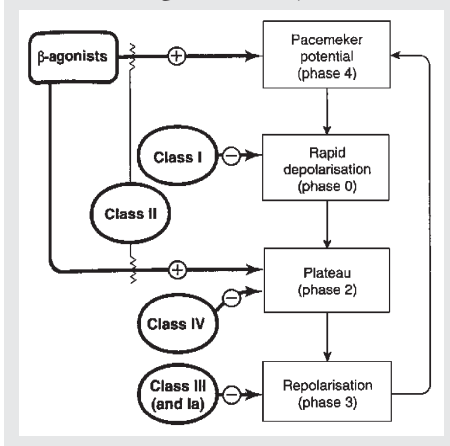 β-agonists
+
Pacemeker
potential
(phase 4)
Class I
−
Rapid
depolarisation
(phase 0)
Class II
+
Plateau
(phase 2)
−
Class IV
Class III
(and Ia)
−
Repolarisation
(phase 3)